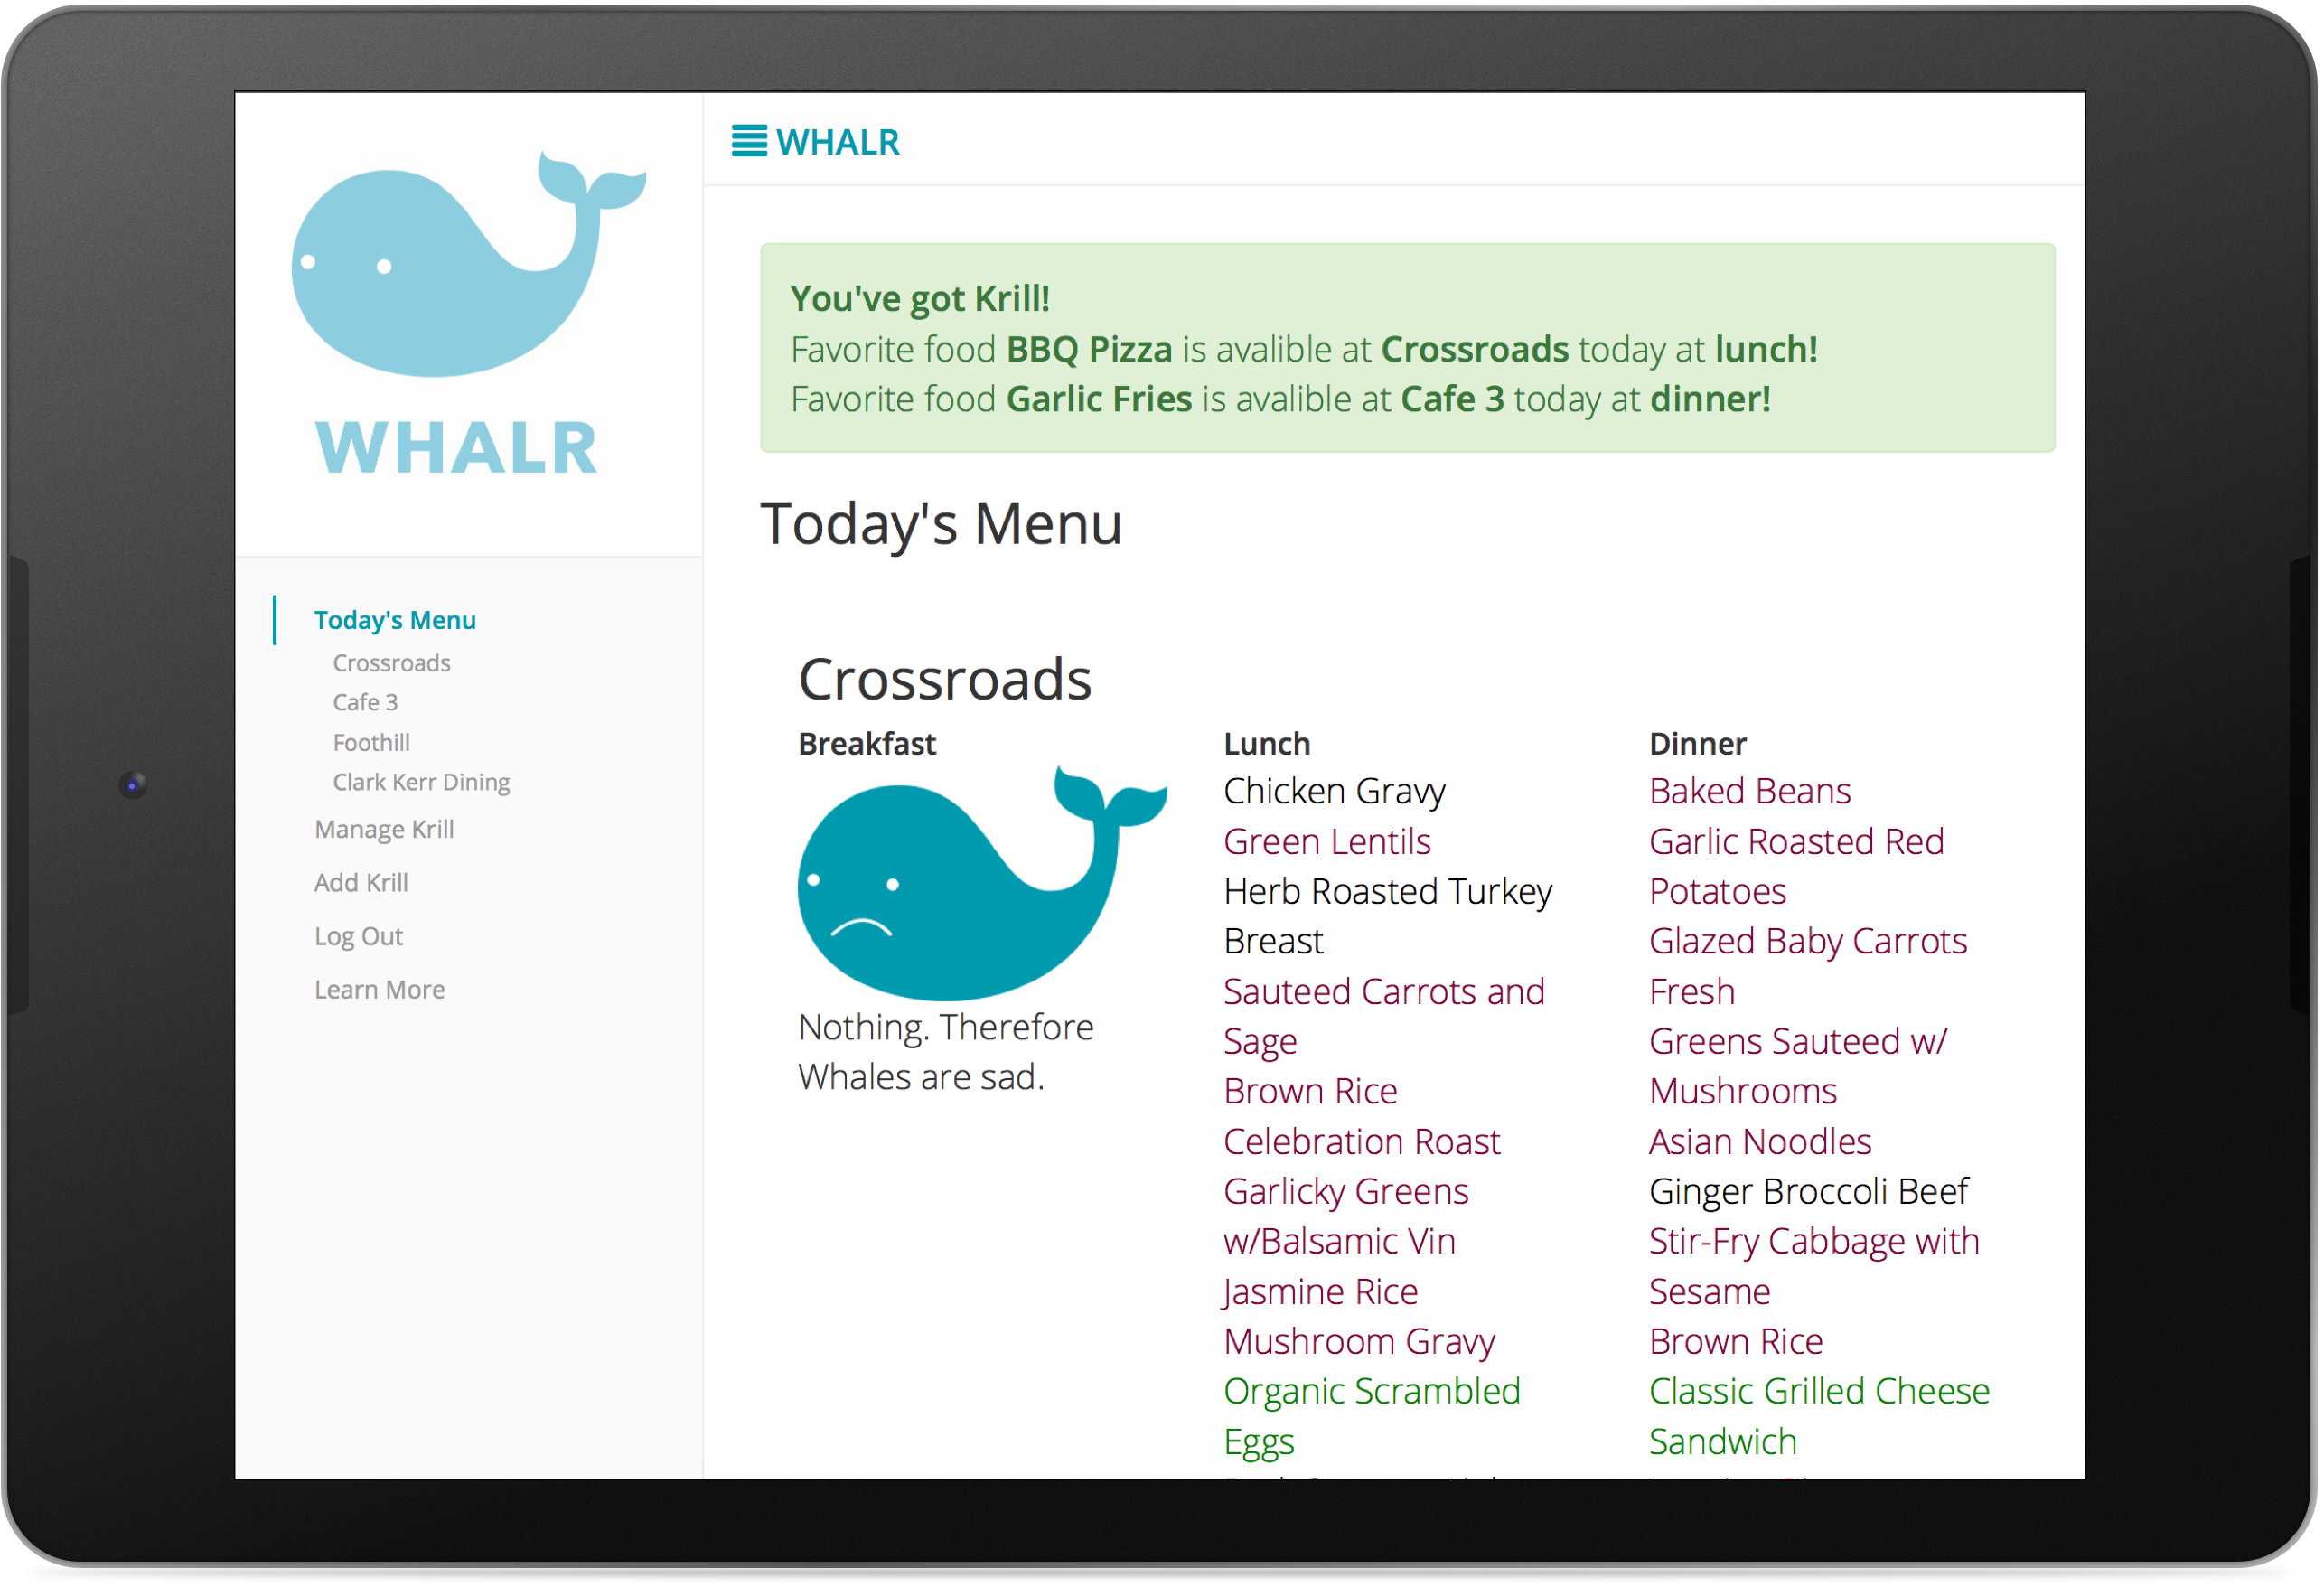 WHALR
Today's Menu
Crossroads
Cafe 3
Foothill
Clark Kerr Dining
Manage Krill
Add Krill
Log Out
Learn More
WHALR
You've got Krill!
Favorite food BBQ Pizza is avalible at Crossroads today at lunch!
Favorite food Garlic Fries is avalible at Cafe 3 today at dinner!
Today's Menu
Crossroads
Breakfast
Nothing. Therefore
Whales are sad.
Lunch
Chicken Gravy
Green Lentils
Herb Roasted Turkey
Breast
Sauteed Carrots and
Sage
Brown Rice
Celebration Roast
Garlicky Greens
w/Balsamic Vin
Jasmine Rice
Mushroom Gravy
Organic Scrambled
Eggs
Dinner
Baked Beans
Garlic Roasted Red
Potatoes
Glazed Baby Carrots
Fresh
Greens Sauteed w/
Mushrooms
Asian Noodles
Ginger Broccoli Beef
Stir-Fry Cabbage with
Sesame
Brown Rice
Classic Grilled Cheese
Sandwich